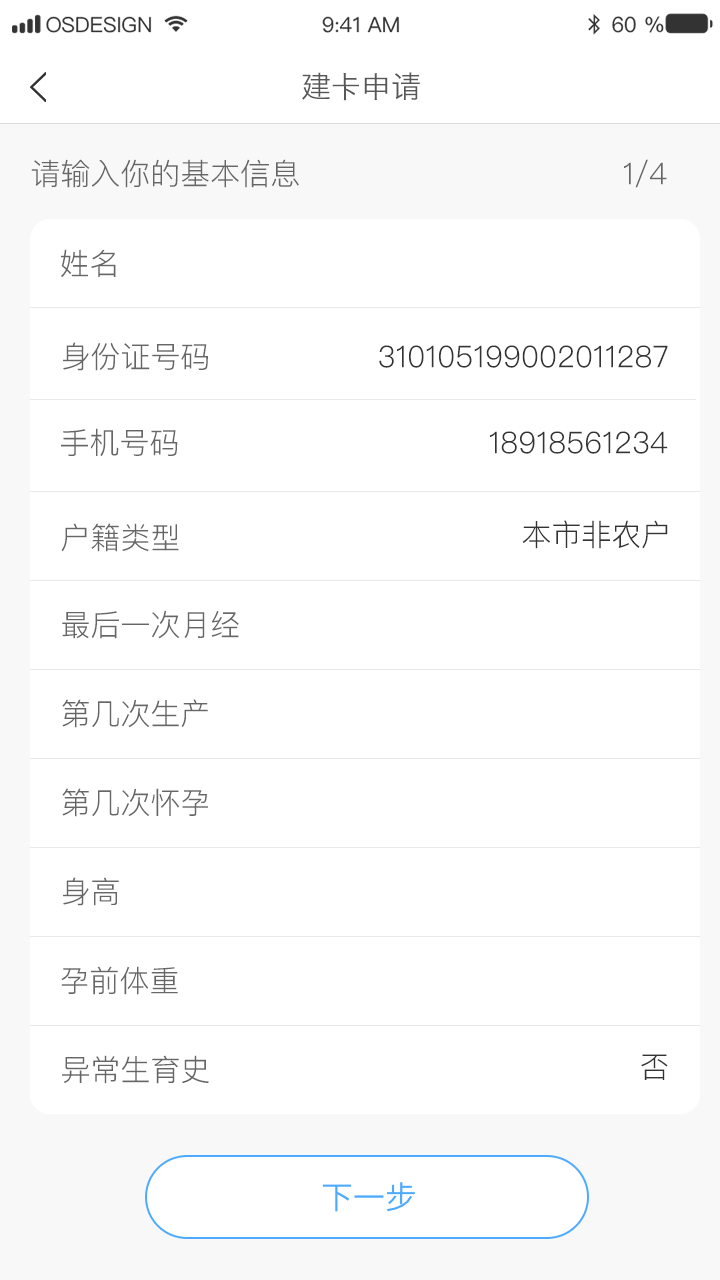 OSDESIGN 9:41 AM 60 %
建卡申请
请输入你的基本信息 1/4
姓名
身份证号码 310105199002011287
手机号码 18918561234
户籍类型 本市非农户
最后一次月经
第几次生产
第几次怀孕
身高
孕前体重
异常生育史 否
下一步